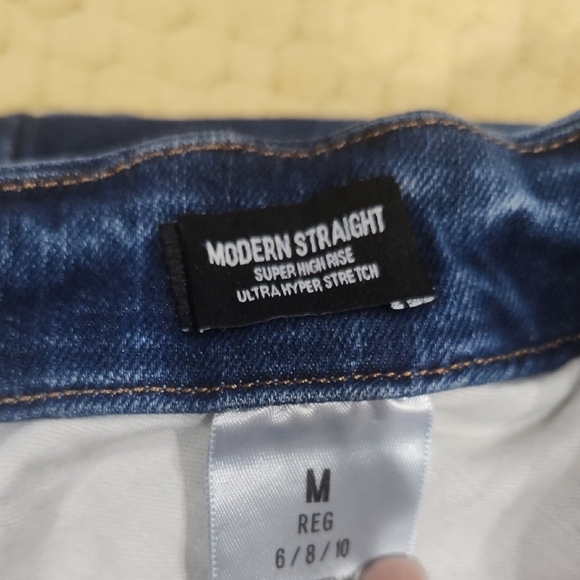 MODERN STRAIGHT
SUPER HIGH RISE
ULTRA HYPER STRETCH
M
REG
6/8/10